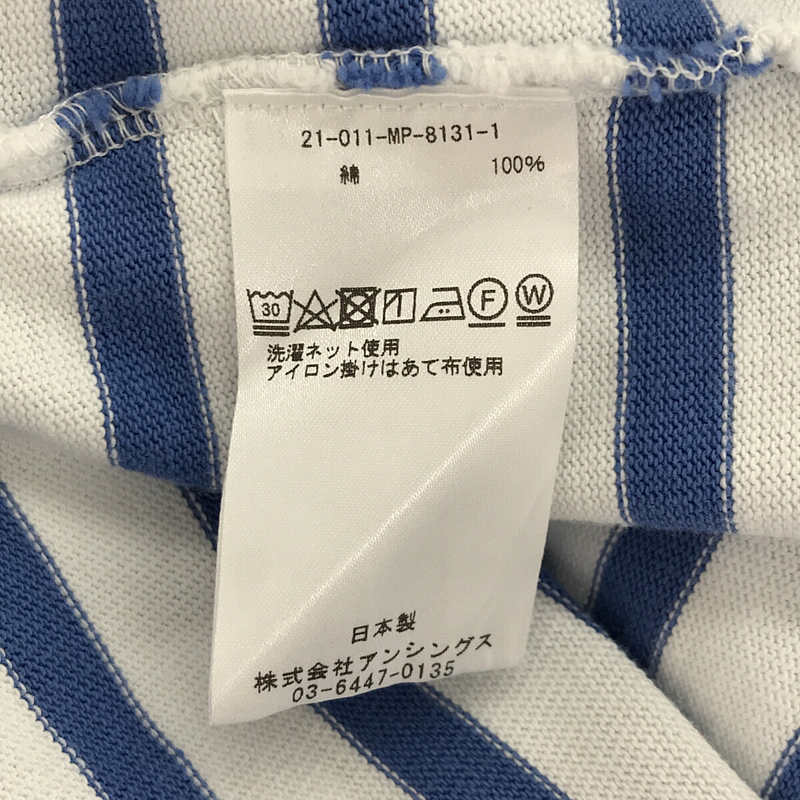 21-011-MP-8131-1
綿 100%
30 F W
洗濯ネット使用
アイロン掛けはあて布使用
日本製
株式会社アンシングス
03-6447-0135